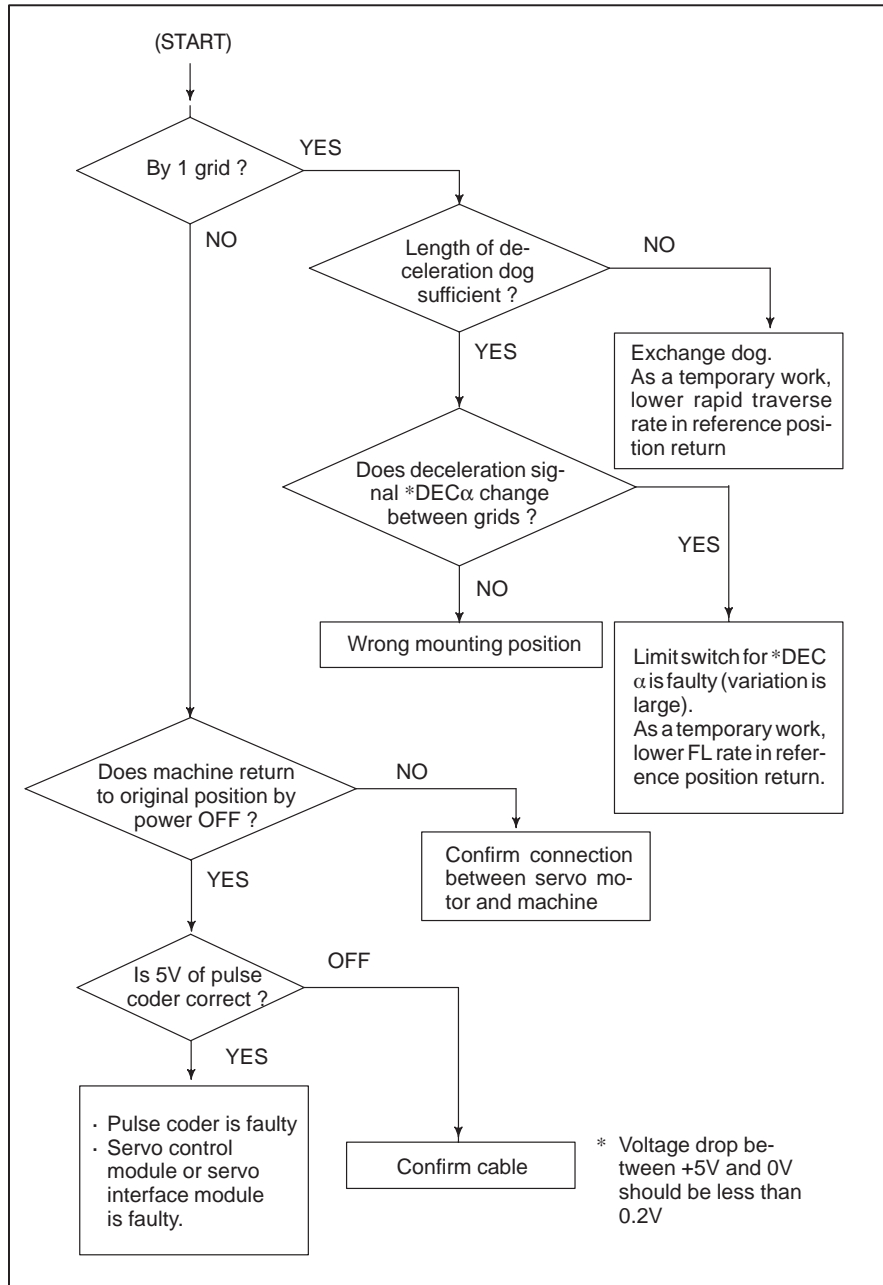 (START)
By 1 grid ?
YES
NO
Length of de-
celeration dog
sufficient ?
NO
YES
Exchange dog.
As a temporary work,
lower rapid traverse
rate in reference posi-
tion return
Does deceleration sig-
nal *DECα change
between grids ?
YES
NO
Wrong mounting position
Limit switch for *DEC
α is faulty (variation is
large).
As a temporary work,
lower FL rate in refer-
ence position return.
Does machine return
to original position by
power OFF ?
NO
YES
Confirm connection
between servo mo-
tor and machine
Is 5V of pulse
coder correct ?
OFF
YES
· Pulse coder is faulty
· Servo control
module or servo
interface module
is faulty.
Confirm cable
* Voltage drop be-
tween +5V and 0V
should be less than
0.2V